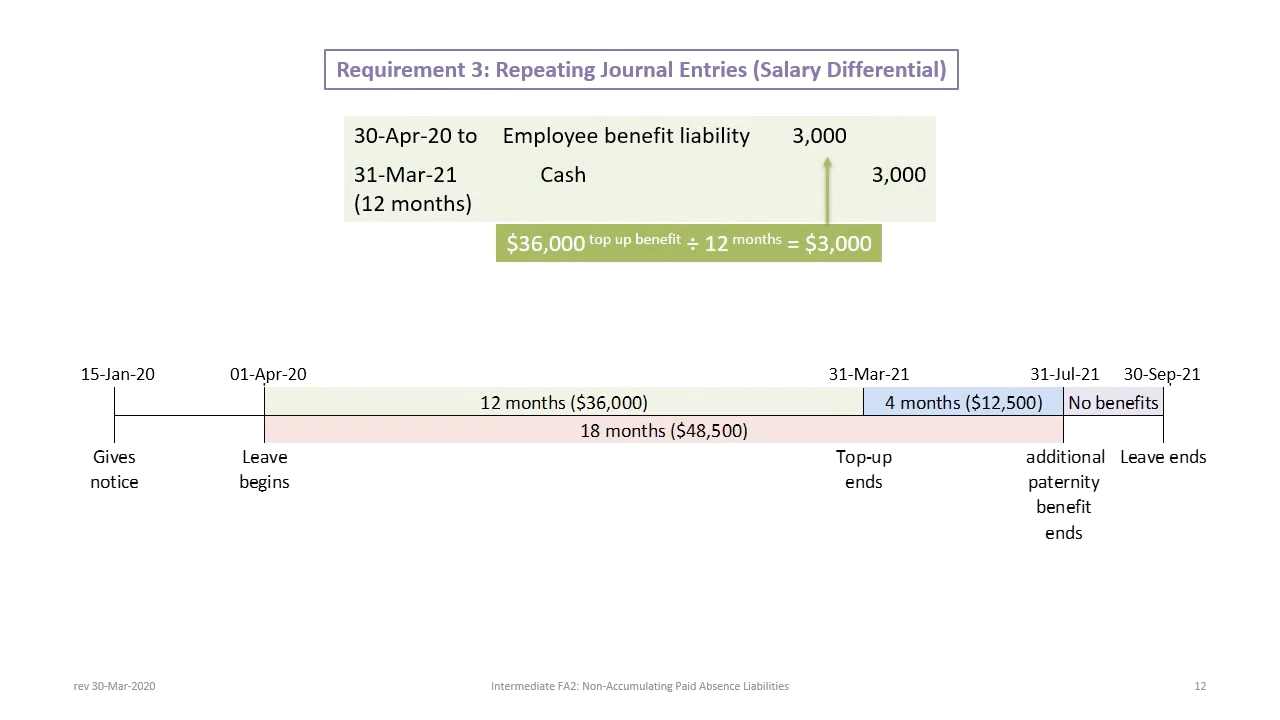 Requirement 3: Repeating Journal Entries (Salary Differential)
30-Apr-20 to Employee benefit liability 3,000
31-Mar-21 Cash 3,000
(12 months)
$36,000 top up benefit ÷ 12 months = $3,000
15-Jan-20 01-Apr-20 31-Mar-21 31-Jul-21 30-Sep-21
12 months ($36,000) 4 months ($12,500) No benefits
18 months ($48,500)
Gives Leave Top-up additional Leave ends
notice begins ends paternity
benefit
ends
rev 30-Mar-2020 Intermediate FA2: Non-Accumulating Paid Absence Liabilities 12